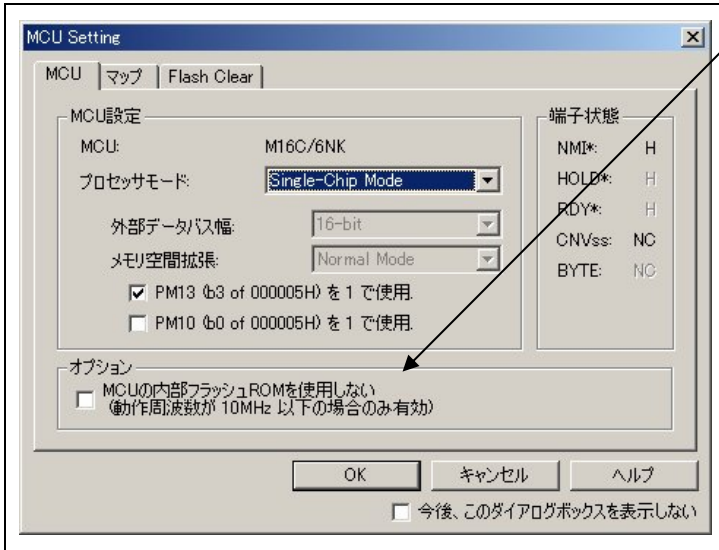 MCU Setting
MCU
マップ
Flash Clear
MCU設定
MCU: M16C/6NK
プロセッサモード: Single-Chip Mode
外部データバス幅: 16-bit
メモリ空間拡張: Normal Mode
PM13 (b3 of 000005H) を 1 で使用.
PM10 (b0 of 000005H) を 1 で使用.
端子状態
NMI*: H
HOLD*: H
RDY*: H
CNVss: NC
BYTE: NC
オプション
MCUの内部フラッシュROMを使用しない
(動作周波数が 10MHz 以下の場合のみ有効)
OK
キャンセル
ヘルプ
今後、このダイアログボックスを表示しない